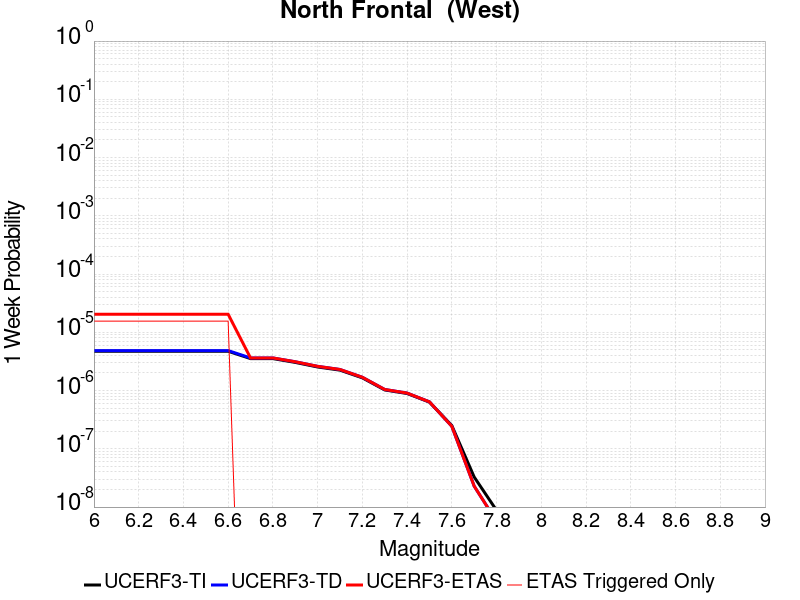 North Frontal  (West)
10^0
10^-1
10^-2
10^-3
10^-4
10^-5
10^-6
10^-7
10^-8
1 Week Probability
6 6.2 6.4 6.6 6.8 7 7.2 7.4 7.6 7.8 8 8.2 8.4 8.6 8.8 9
Magnitude
UCERF3-TI UCERF3-TD UCERF3-ETAS ETAS Triggered Only